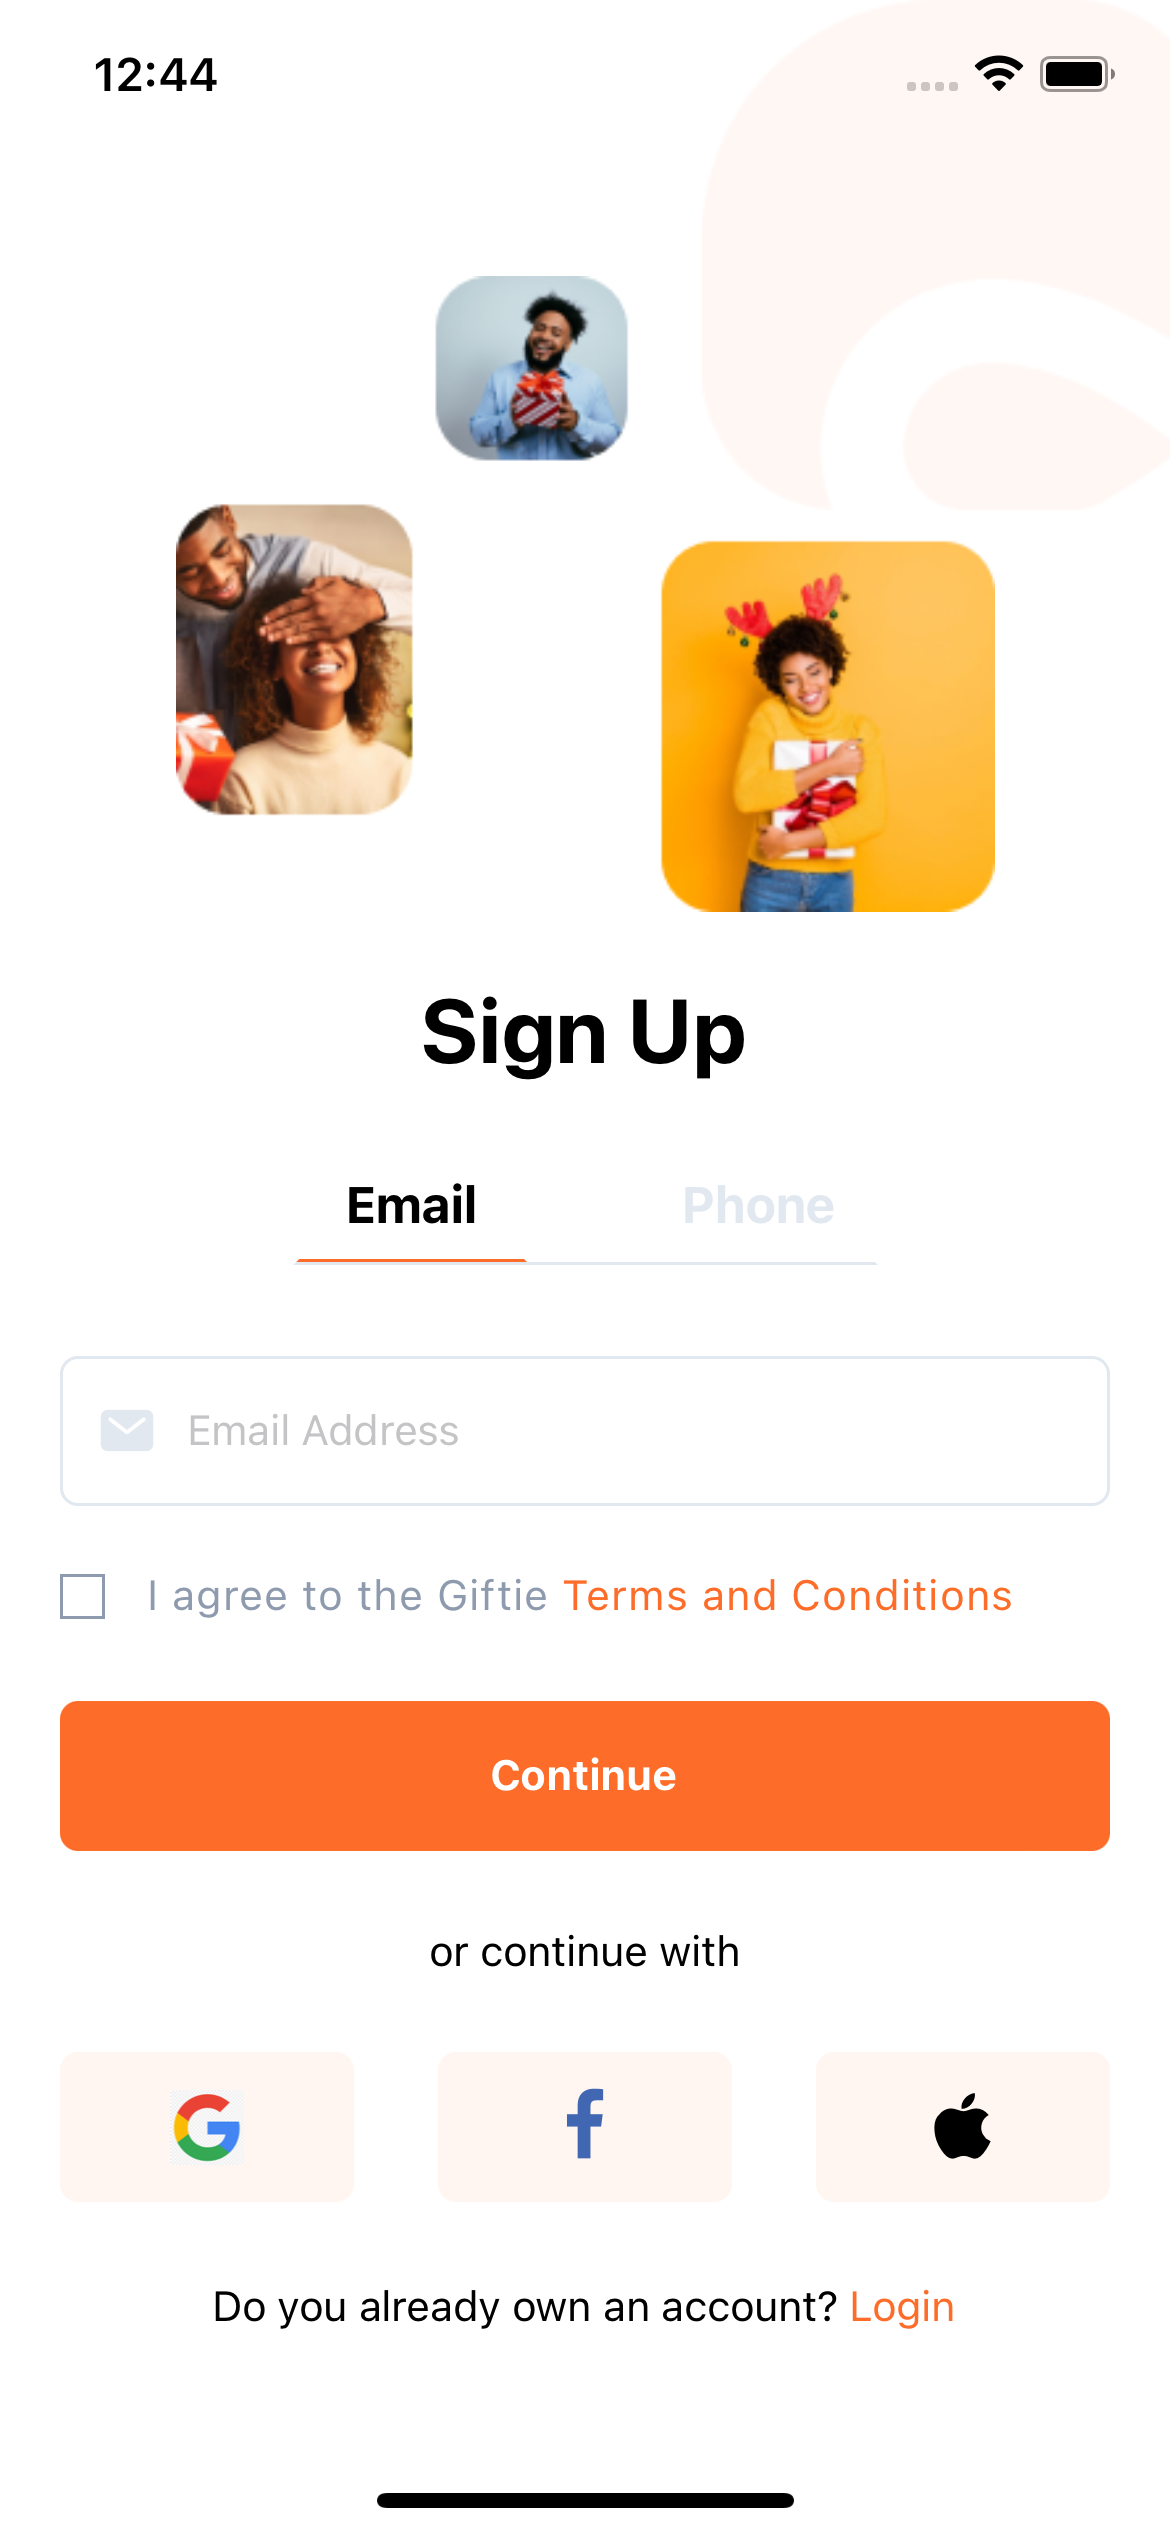 12:44
Sign Up
Email
Phone
Email Address
I agree to the Giftie Terms and Conditions
Continue
or continue with
Do you already own an account? Login